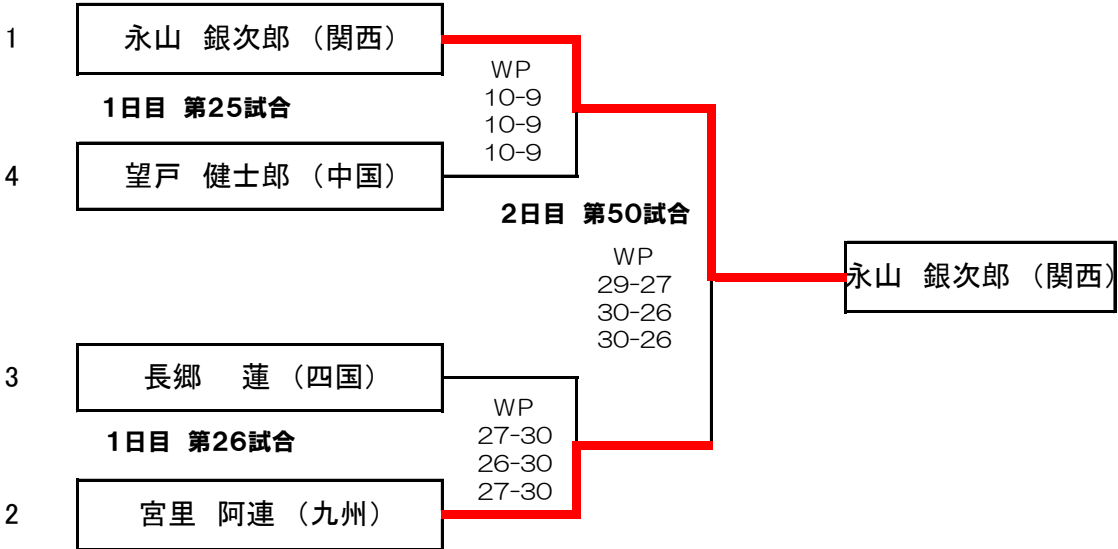 1
永山 銀次郎 （関西）
1日目 第25試合
WP
10-9
10-9
10-9
4
望戸 健士郎 （中国）
2日目 第50試合
WP
29-27
30-26
30-26
永山 銀次郎 （関西）
3
長郷　蓮 （四国）
1日目 第26試合
WP
27-30
26-30
27-30
2
宮里 阿連 （九州）